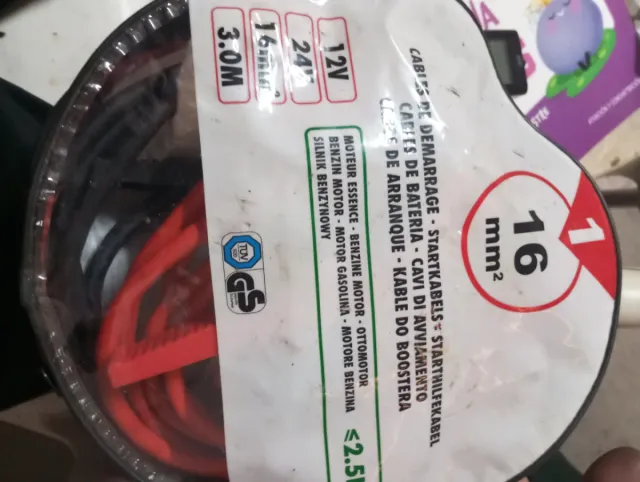 12V
24V
16mm²
3.0M
CABLES DE DEMARRAGE - STARTKABELS - STARTHILFEKABEL
CABLES DE BATERIA - CAVI DI AVVIAMENTO
DE ARRANQUE - KABLE DO BOOSTERA
16
mm²
1
MOTEUR ESSENCE - BENZINE MOTOR - OTTOMOTOR
BENZIN MOTOR - MOTOR GASOLINA - MOTORE BENZINA
SILNIK BENZYNOWY
≤2.5
TÜV
GS